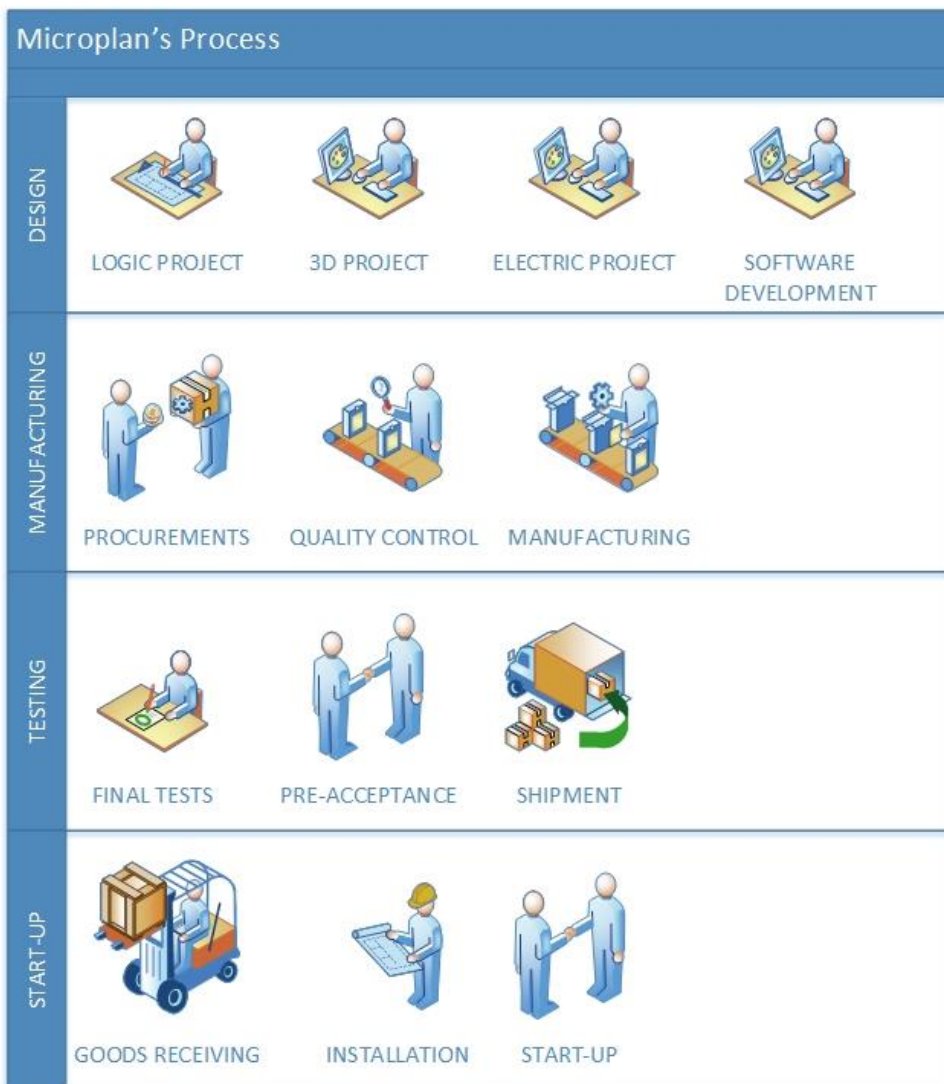 Microplan's Process
DESIGN
LOGIC PROJECT
3D PROJECT
ELECTRIC PROJECT
SOFTWARE
DEVELOPMENT
MANUFACTURING
PROCUREMENTS
QUALITY CONTROL
MANUFACTURING
TESTING
FINAL TESTS
PRE-ACCEPTANCE
SHIPMENT
START-UP
GOODS RECEIVING
INSTALLATION
START-UP